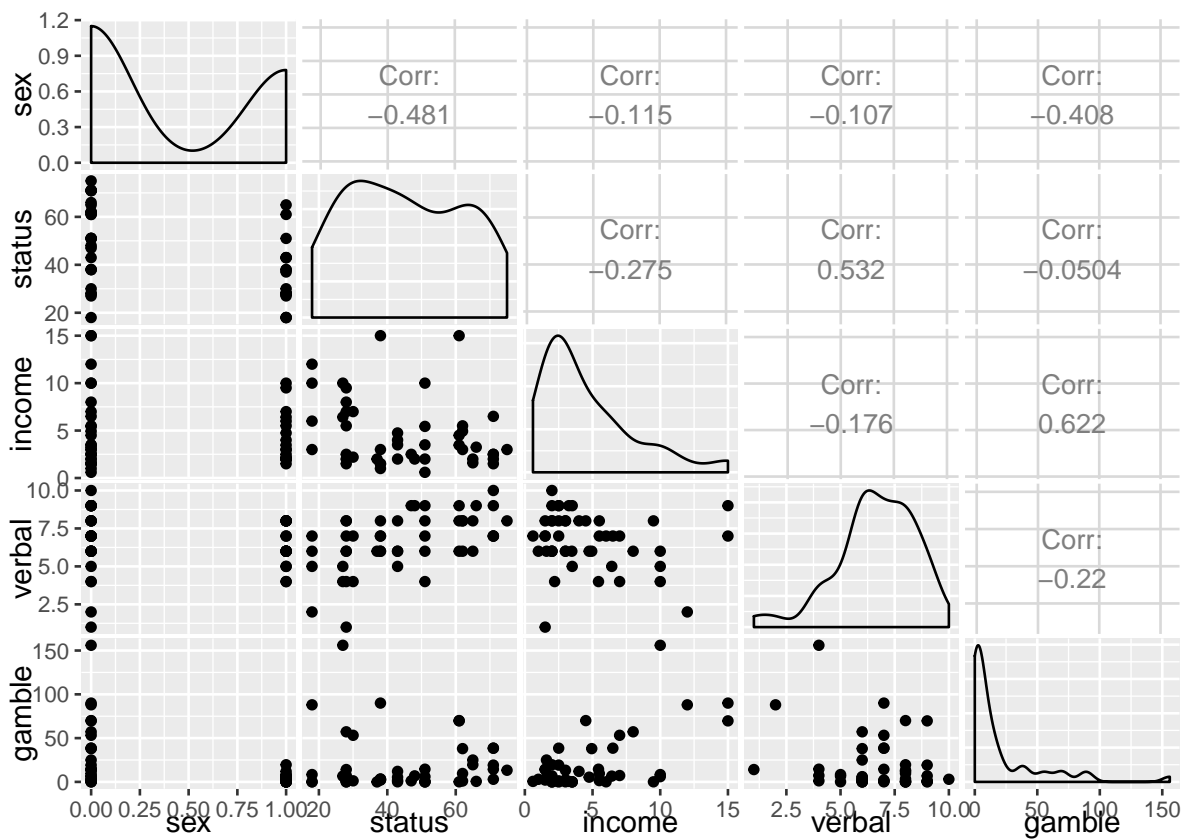 1.2
0.9
0.6
0.3
0.0
sex
Corr:
−0.481
Corr:
−0.115
Corr:
−0.107
Corr:
−0.408
60
40
20
status
Corr:
−0.275
Corr:
0.532
Corr:
−0.0504
15
10
5
0
income
Corr:
−0.176
Corr:
0.622
10.0
7.5
5.0
2.5
verbal
Corr:
−0.22
150
100
50
0
gamble
0.00 0.25 0.50 0.75 1.00 20 40 60 0 5 10 15 2.5 5.0 7.5 10.0 0 50 100 150
sex status income verbal gamble